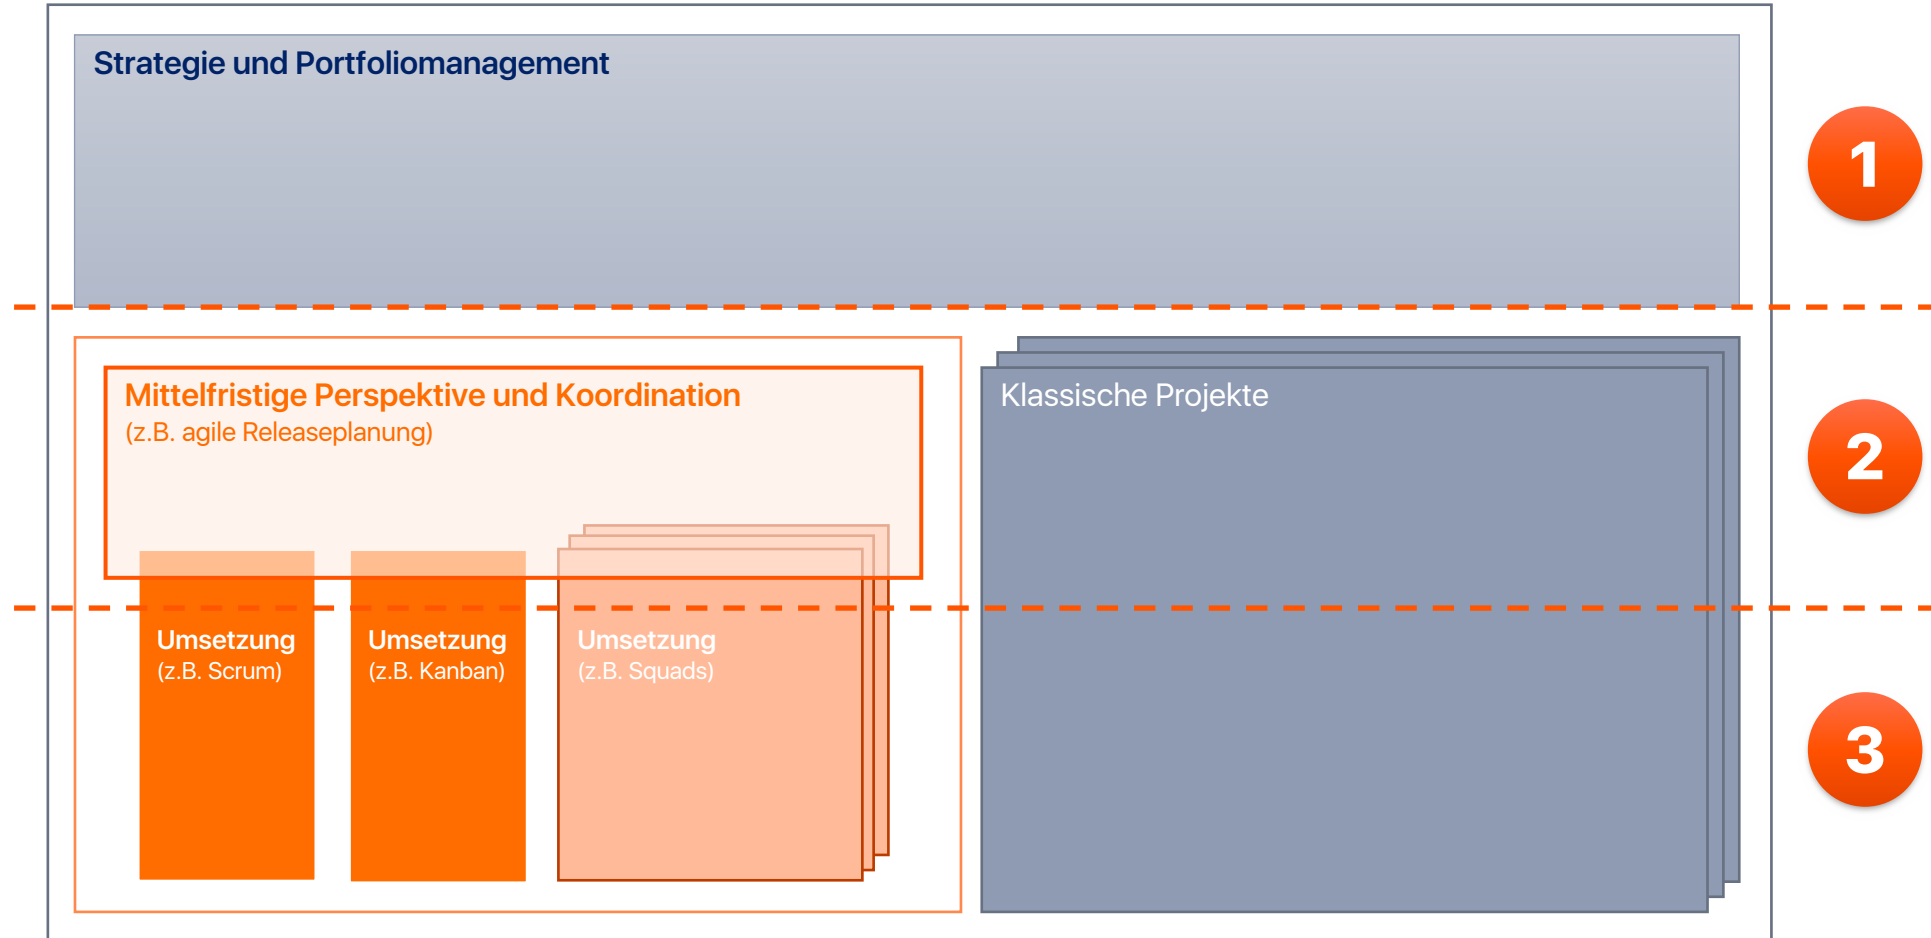 Strategie und Portfoliomanagement
1
Mittelfristige Perspektive und Koordination
(z.B. agile Releaseplanung)
Klassische Projekte
2
Umsetzung
(z.B. Scrum)
Umsetzung
(z.B. Kanban)
Umsetzung
(z.B. Squads)
3